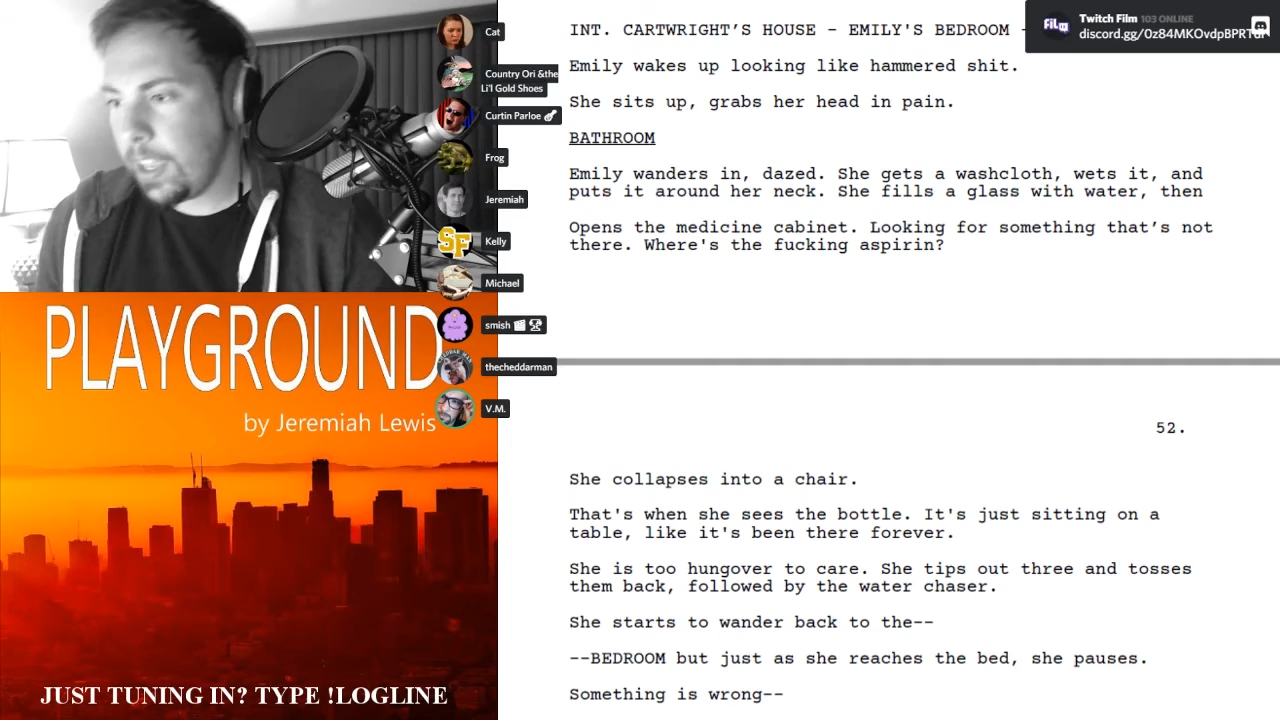 Cat
Country Ori &the
Li'l Gold Shoes
Curtin Parloe
Frog
Jeremiah
Kelly
Michael
smish
thecheddarman
V.M.
PLAYGROUND
by Jeremiah Lewis
JUST TUNING IN? TYPE !LOGLINE
INT. CARTWRIGHT’S HOUSE - EMILY'S BEDROOM -
Film
Twitch Film 103 ONLINE
Emily wakes up looking like hammered shit.
She sits up, grabs her head in pain.
BATHROOM
Emily wanders in, dazed. She gets a washcloth, wets it, and
puts it around her neck. She fills a glass with water, then
Opens the medicine cabinet. Looking for something that’s not
there. Where's the fucking aspirin?
52.
She collapses into a chair.
That's when she sees the bottle. It's just sitting on a
table, like it's been there forever.
She is too hungover to care. She tips out three and tosses
them back, followed by the water chaser.
She starts to wander back to the--
--BEDROOM but just as she reaches the bed, she pauses.
Something is wrong--